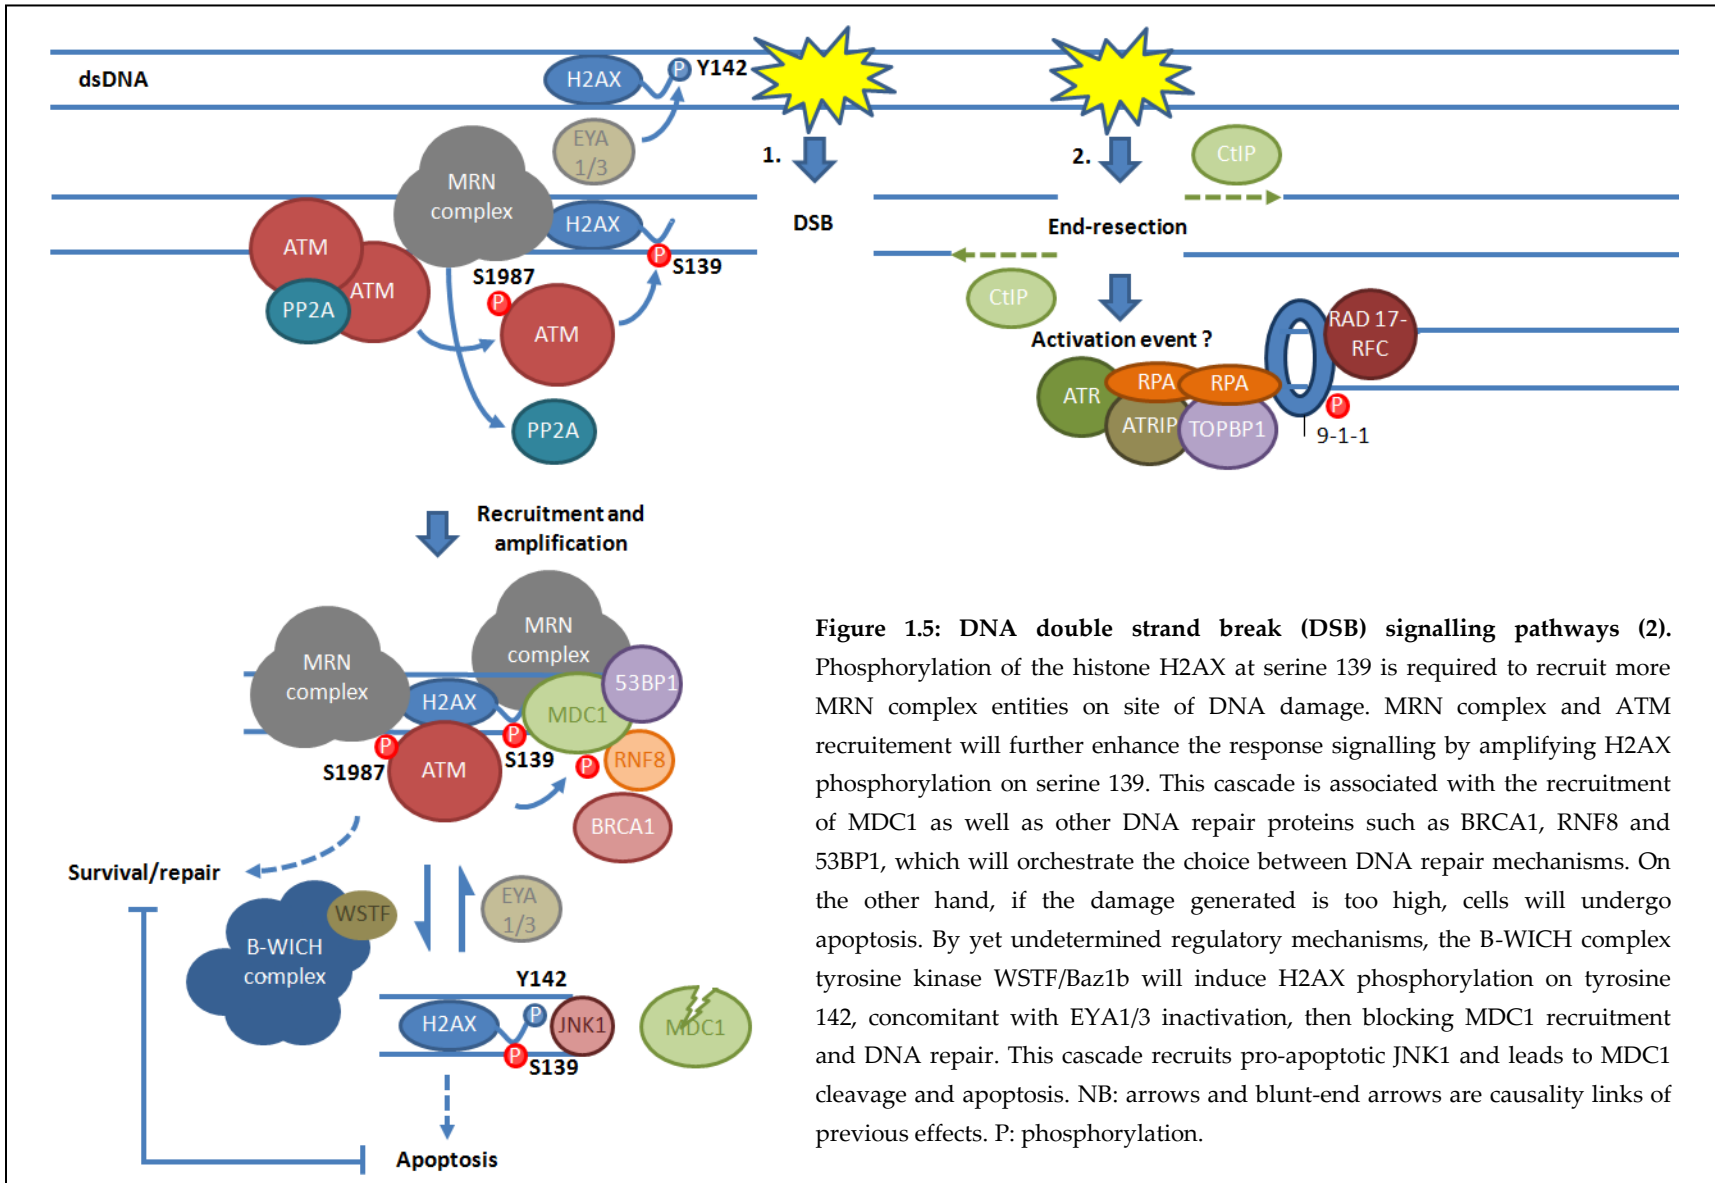 dsDNA
H2AX
P
Y142
EYA
1/3
1.
2.
CtIP
MRN
complex
H2AX
P
S139
DSB
End-resection
ATM
ATM
PP2A
S1987
P
ATM
PP2A
CtIP
Activation event ?
ATR
RPA
RPA
ATRIP
TOPBP1
RAD 17-
RFC
P
9-1-1
Recruitment and
amplification
MRN
complex
MRN
complex
H2AX
MDC1
53BP1
P
S1987
ATM
P
S139
P
RNF8
BRCA1
Survival/repair
WSTF
B-WICH
complex
EYA
1/3
Y142
H2AX
P
JNK1
P
S139
MDC1
Apoptosis
Figure 1.5: DNA double strand break (DSB) signalling pathways (2).
Phosphorylation of the histone H2AX at serine 139 is required to recruit more
MRN complex entities on site of DNA damage. MRN complex and ATM
recruitement will further enhance the response signalling by amplifying H2AX
phosphorylation on serine 139. This cascade is associated with the recruitment
of MDC1 as well as other DNA repair proteins such as BRCA1, RNF8 and
53BP1, which will orchestrate the choice between DNA repair mechanisms. On
the other hand, if the damage generated is too high, cells will undergo
apoptosis. By yet undetermined regulatory mechanisms, the B-WICH complex
tyrosine kinase WSTF/Baz1b will induce H2AX phosphorylation on tyrosine
142, concomitant with EYA1/3 inactivation, then blocking MDC1 recruitment
and DNA repair. This cascade recruits pro-apoptotic JNK1 and leads to MDC1
cleavage and apoptosis. NB: arrows and blunt-end arrows are causality links of
previous effects. P: phosphorylation.